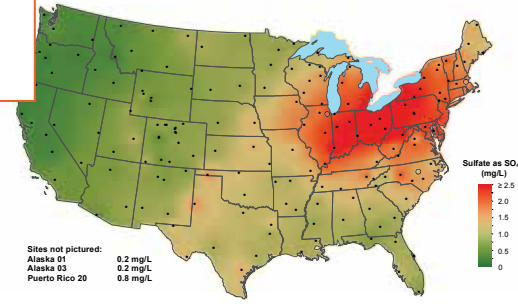 Sulfate as SO₄
(mg/L)
≥ 2.5
2.0
1.5
1.0
0.5
0
Sites not pictured:
Alaska 01 0.2 mg/L
Alaska 03 0.2 mg/L
Puerto Rico 20 0.8 mg/L